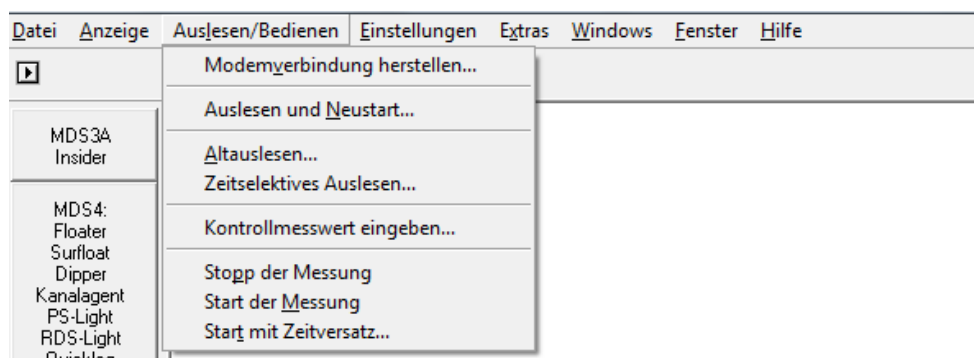 Datei Anzeige Auslesen/Bedienen Einstellungen Extras Windows Fenster Hilfe
Modemverbindung herstellen...
Auslesen und Neustart...
Altauslesen...
Zeitselektives Auslesen...
Kontrollmesswert eingeben...
Stopp der Messung
Start der Messung
Start mit Zeitversatz...
MDS3A
Insider
MDS4:
Floater
Surfloat
Dipper
Kanalagent
PS-Light
RDS-Light